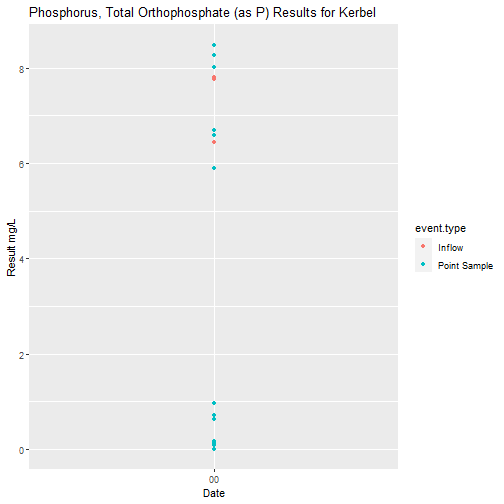 Phosphorus, Total Orthophosphate (as P) Results for Kerbel
8
6
4
2
0
Result mg/L
00
Date
event.type
Inflow
Point Sample